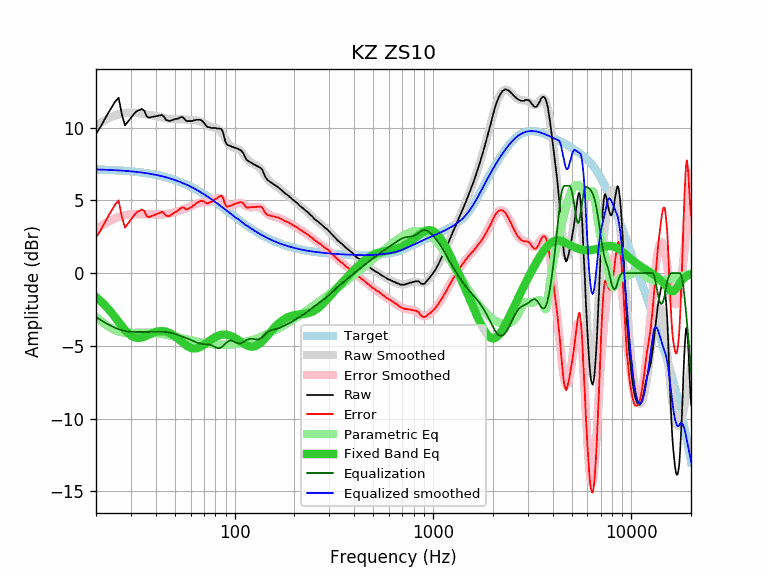 KZ ZS10
Amplitude (dBr)
10
5
0
−5
−10
−15
Target
Raw Smoothed
Error Smoothed
Raw
Error
Parametric Eq
Fixed Band Eq
Equalization
Equalized smoothed
100
1000
10000
Frequency (Hz)